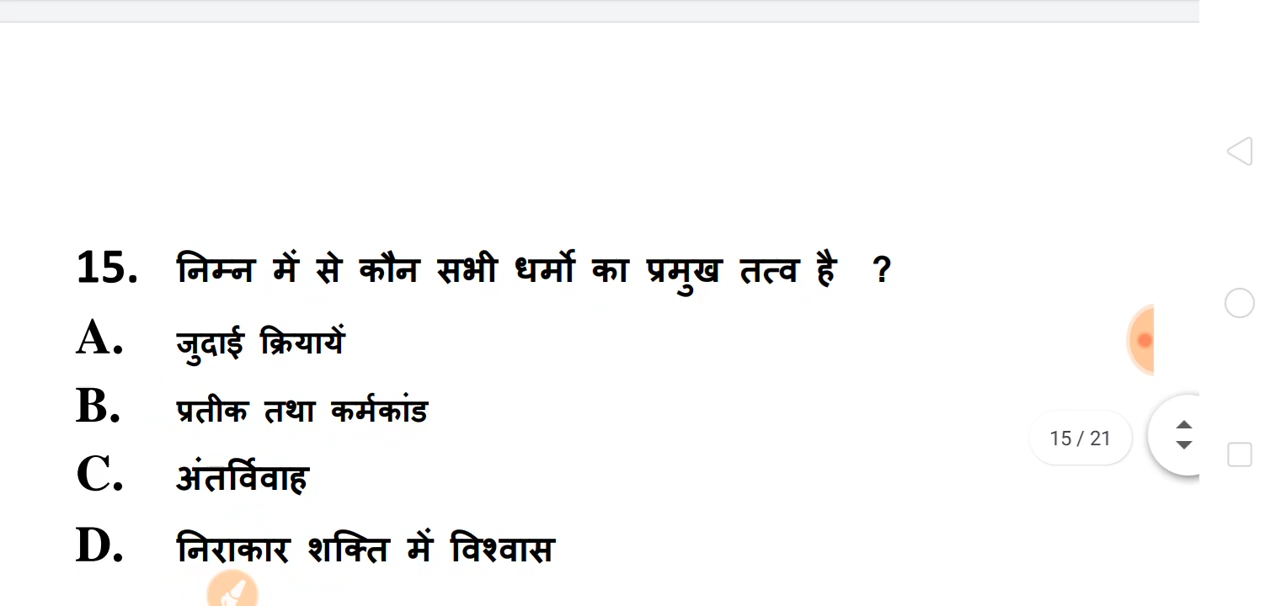 15. निम्न में से कौन सभी धर्मो का प्रमुख तत्व है ?
A. जुदाई क्रियायें
B. प्रतीक तथा कर्मकांड
15 / 21
C. अंतर्विवाह
D. निराकार शक्ति में विश्वास